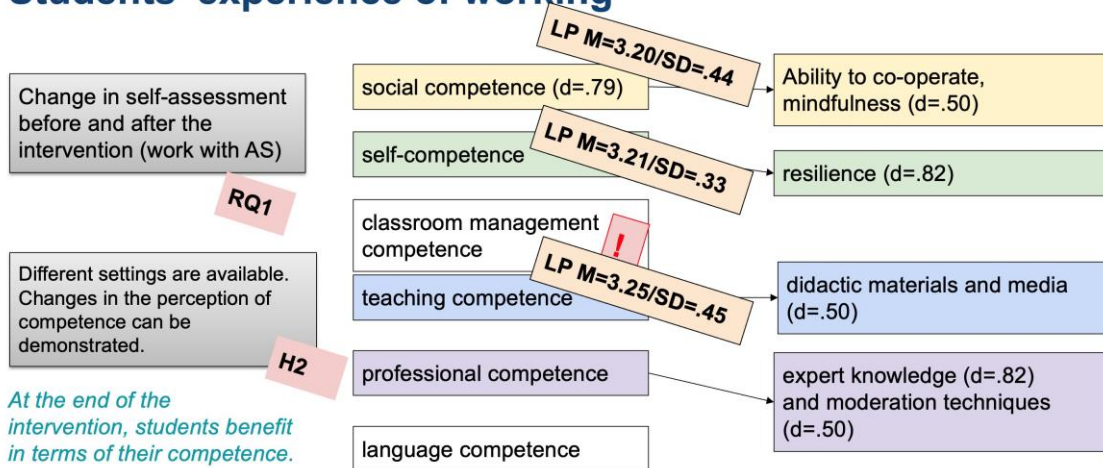 Students' experience of working
LP M=3.20/SD=.44
Change in self-assessment
before and after the
intervention (work with AS)
RQ1
social competence (d=.79)
Ability to co-operate,
mindfulness (d=.50)
self-competence
LP M=3.21/SD=.33
resilience (d=.82)
classroom management
competence
!
Different settings are available.
Changes in the perception of
competence can be
demonstrated.
H2
teaching competence
LP M=3.25/SD=.45
didactic materials and media
(d=.50)
professional competence
expert knowledge (d=.82)
and moderation techniques
(d=.50)
At the end of the
intervention, students benefit
in terms of their competence.
language competence